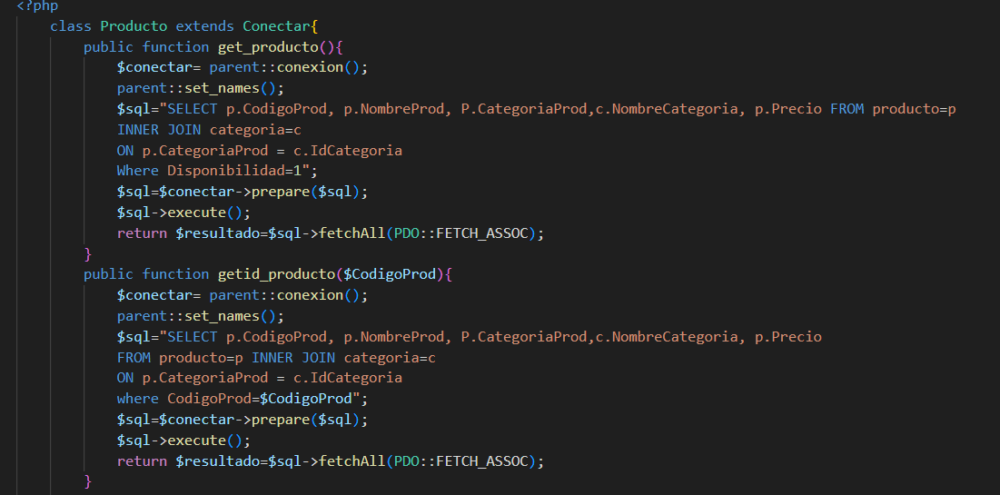 <?php
class Producto extends Conectar{
public function get_producto(){
$conectar= parent::conexion();
parent::set_names();
$sql="SELECT p.CodigoProd, p.NombreProd, P.CategoriaProd,c.NombreCategoria, p.Precio FROM producto=p
INNER JOIN categoria=c
ON p.CategoriaProd = c.IdCategoria
Where Disponibilidad=1";
$sql=$conectar->prepare($sql);
$sql->execute();
return $resultado=$sql->fetchAll(PDO::FETCH_ASSOC);
}
public function getid_producto($CodigoProd){
$conectar= parent::conexion();
parent::set_names();
$sql="SELECT p.CodigoProd, p.NombreProd, P.CategoriaProd,c.NombreCategoria, p.Precio
FROM producto=p INNER JOIN categoria=c
ON p.CategoriaProd = c.IdCategoria
where CodigoProd=$CodigoProd";
$sql=$conectar->prepare($sql);
$sql->execute();
return $resultado=$sql->fetchAll(PDO::FETCH_ASSOC);
}